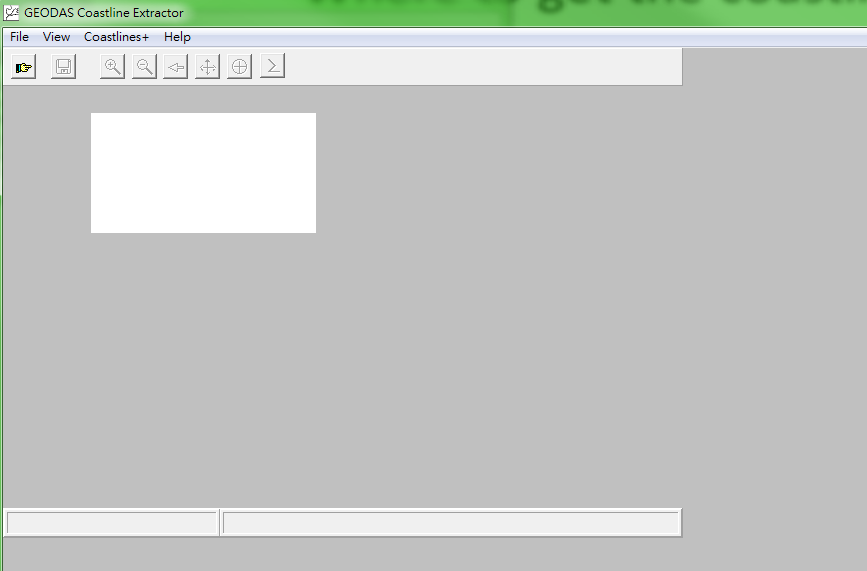 GEODAS Coastline Extractor
File View Coastlines+ Help